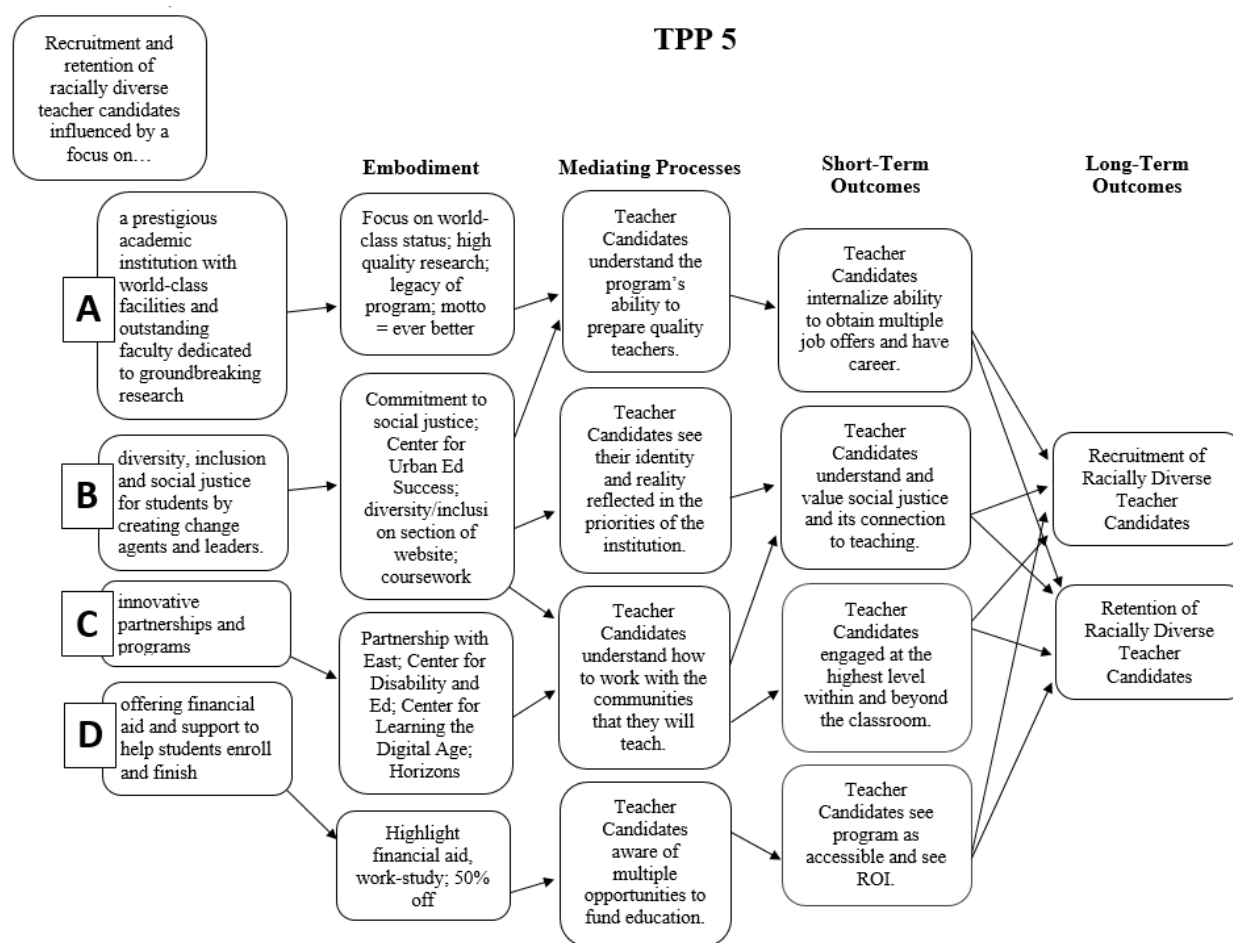 TPP 5
Recruitment and
retention of
racially diverse
teacher candidates
influenced by a
focus on…
Embodiment
Mediating Processes
Short-Term
Outcomes
Long-Term
Outcomes
A
a prestigious
academic
institution with
world-class
facilities and
outstanding
faculty dedicated
to groundbreaking
research
B
diversity, inclusion
and social justice
for students by
creating change
agents and leaders.
C
innovative
partnerships and
programs
D
offering financial
aid and support to
help students enroll
and finish
Focus on world-
class status; high
quality research;
legacy of
program; motto
= ever better
Commitment to
social justice;
Center for
Urban Ed
Success;
diversity/inclusi
on section of
website;
coursework
Partnership with
East; Center for
Disability and
Ed; Center for
Learning the
Digital Age;
Horizons
Highlight
financial aid,
work-study; 50%
off
Teacher
Candidates
understand the
program’s
ability to
prepare quality
teachers.
Teacher
Candidates see
their identity
and reality
reflected in the
priorities of the
institution.
Teacher
Candidates
understand how
to work with the
communities
that they will
teach.
Teacher
Candidates
aware of
multiple
opportunities to
fund education.
Teacher
Candidates
internalize ability
to obtain multiple
job offers and have
career.
Teacher
Candidates
understand and
value social justice
and its connection
to teaching.
Teacher
Candidates
engaged at the
highest level
within and beyond
the classroom.
Teacher
Candidates see
program as
accessible and see
ROI.
Recruitment of
Racially Diverse
Teacher
Candidates
Retention of
Racially Diverse
Teacher
Candidates